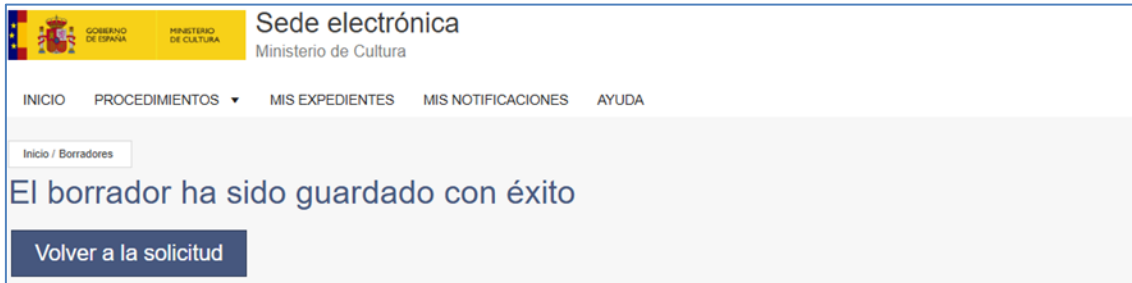 GOBIERNO
DE ESPAÑA
MINISTERIO
DE CULTURA
Sede electrónica
Ministerio de Cultura
INICIO PROCEDIMIENTOS ▼ MIS EXPEDIENTES MIS NOTIFICACIONES AYUDA
Inicio / Borradores
El borrador ha sido guardado con éxito
Volver a la solicitud